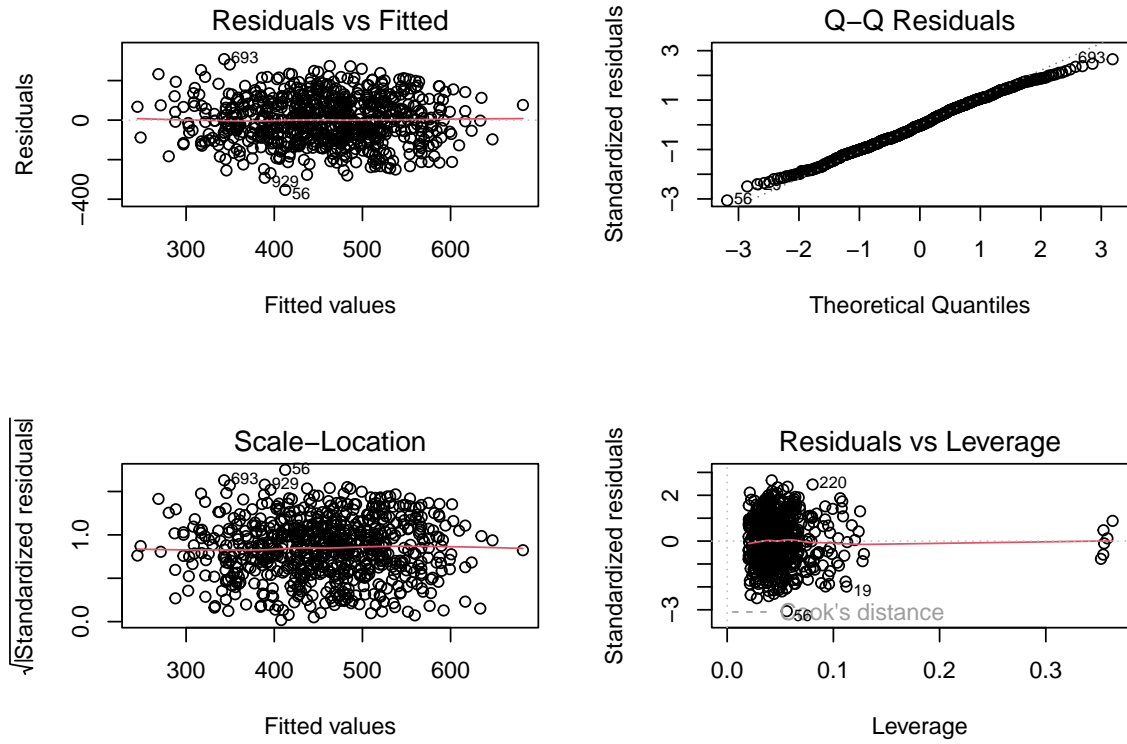 Residuals vs Fitted
Residuals
0
−400
693
929
56
300 400 500 600
Fitted values
Q−Q Residuals
Standardized residuals
3
1
−1
−3
693
56
−3 −2 −1 0 1 2 3
Theoretical Quantiles
Scale−Location
√|Standardized residuals|
1.0
0.0
56
693
929
300 400 500 600
Fitted values
Residuals vs Leverage
Standardized residuals
2
0
−3
220
19
56
Cook's distance
0.0 0.1 0.2 0.3
Leverage